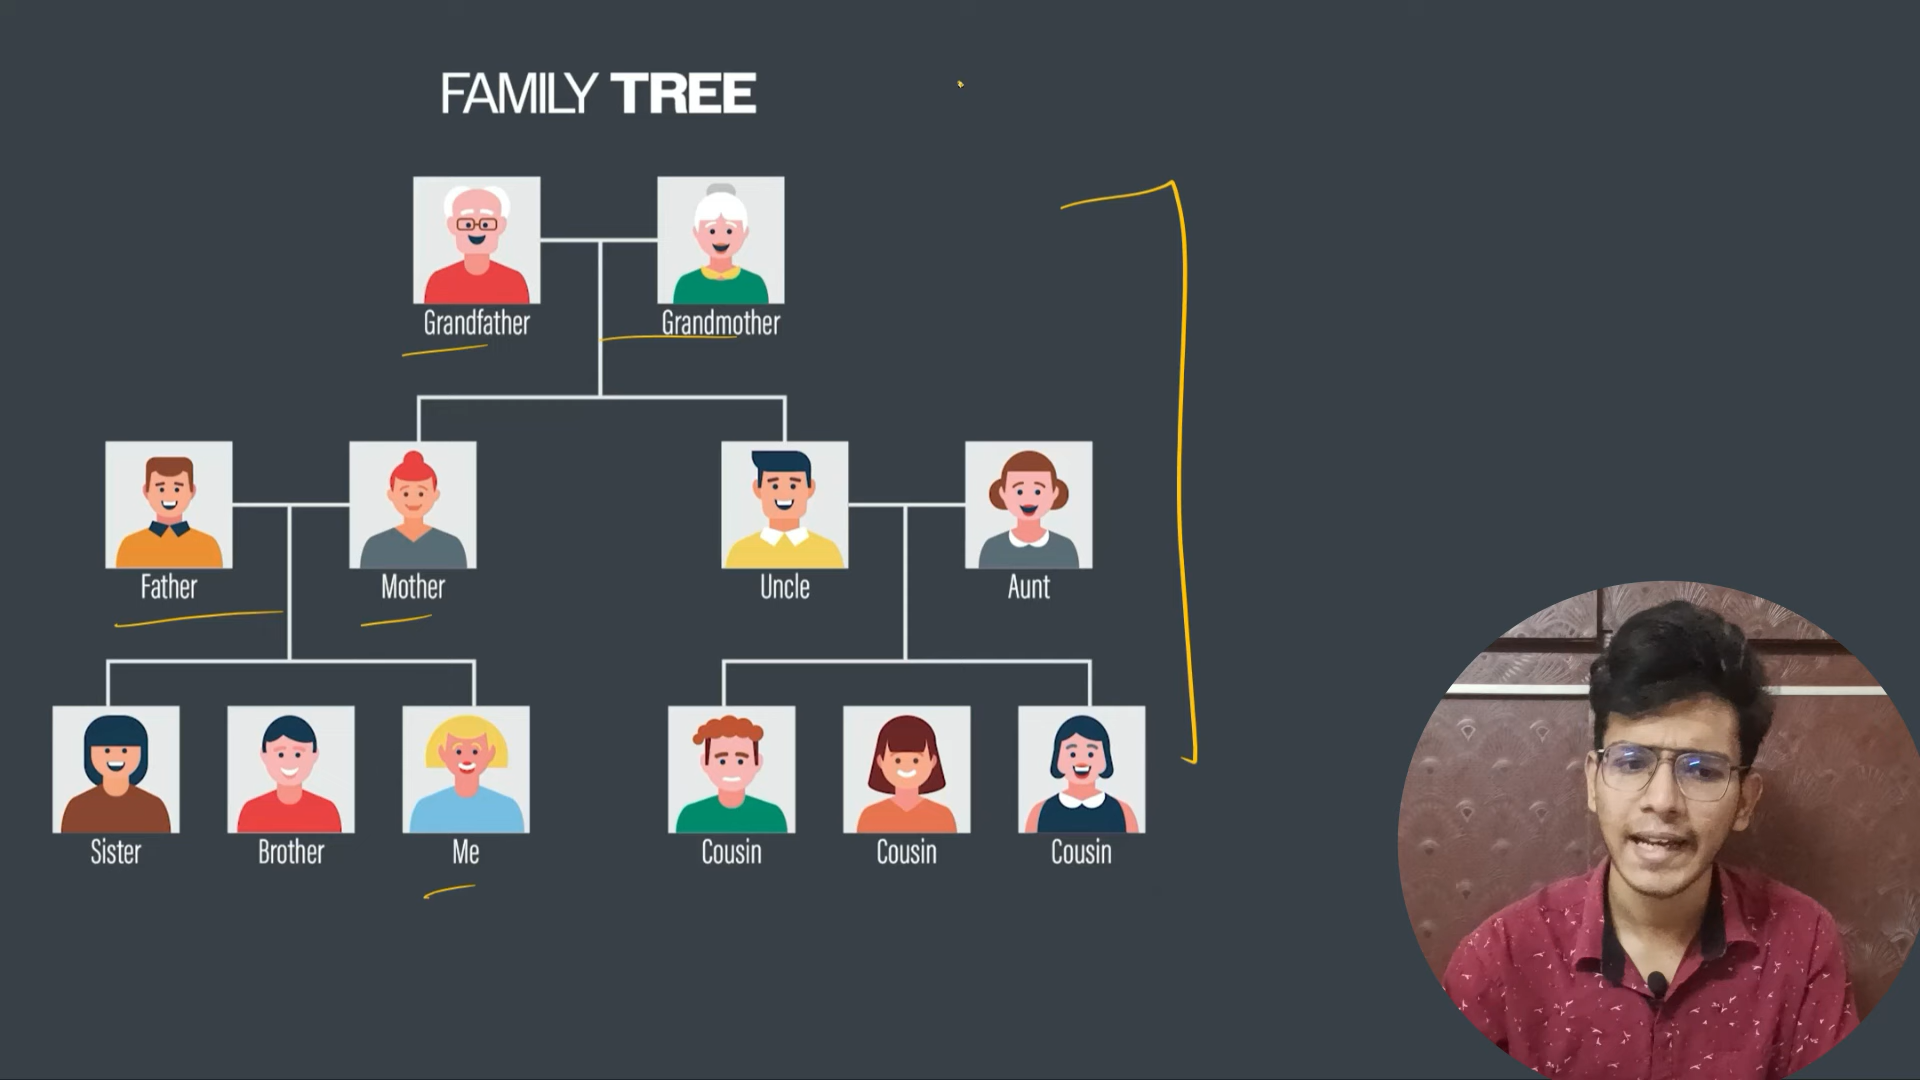 FAMILY TREE
Grandfather Grandmother
Father Mother Uncle Aunt
Sister Brother Me Cousin Cousin Cousin